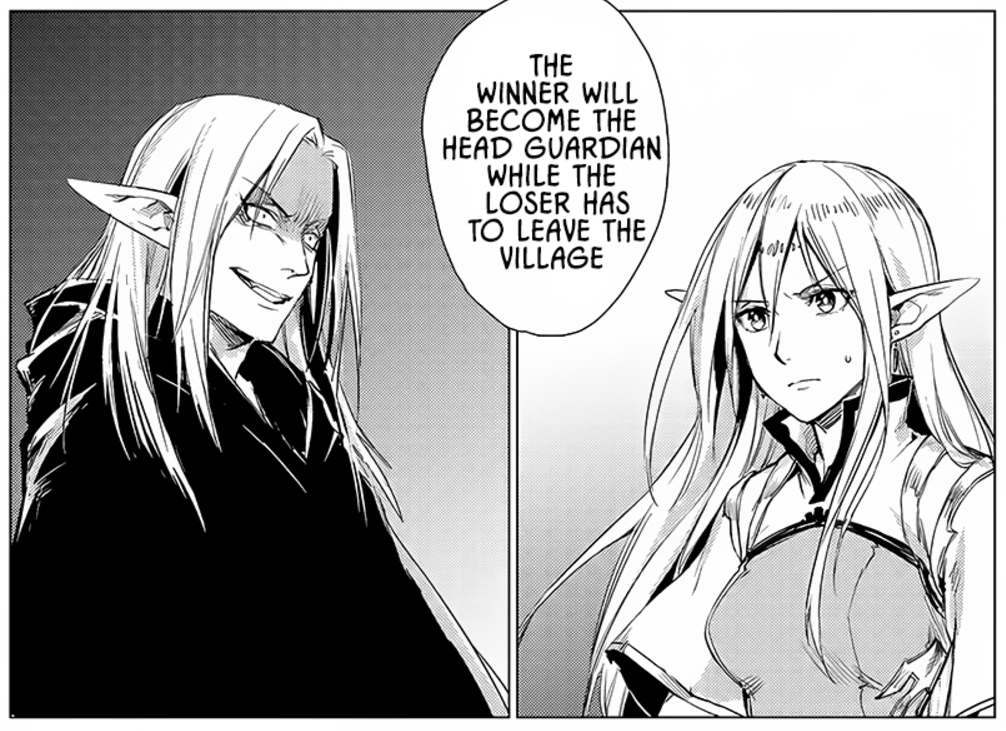 THE
WINNER WILL
BECOME THE
HEAD GUARDIAN
WHILE THE
LOSER HAS
TO LEAVE THE
VILLAGE